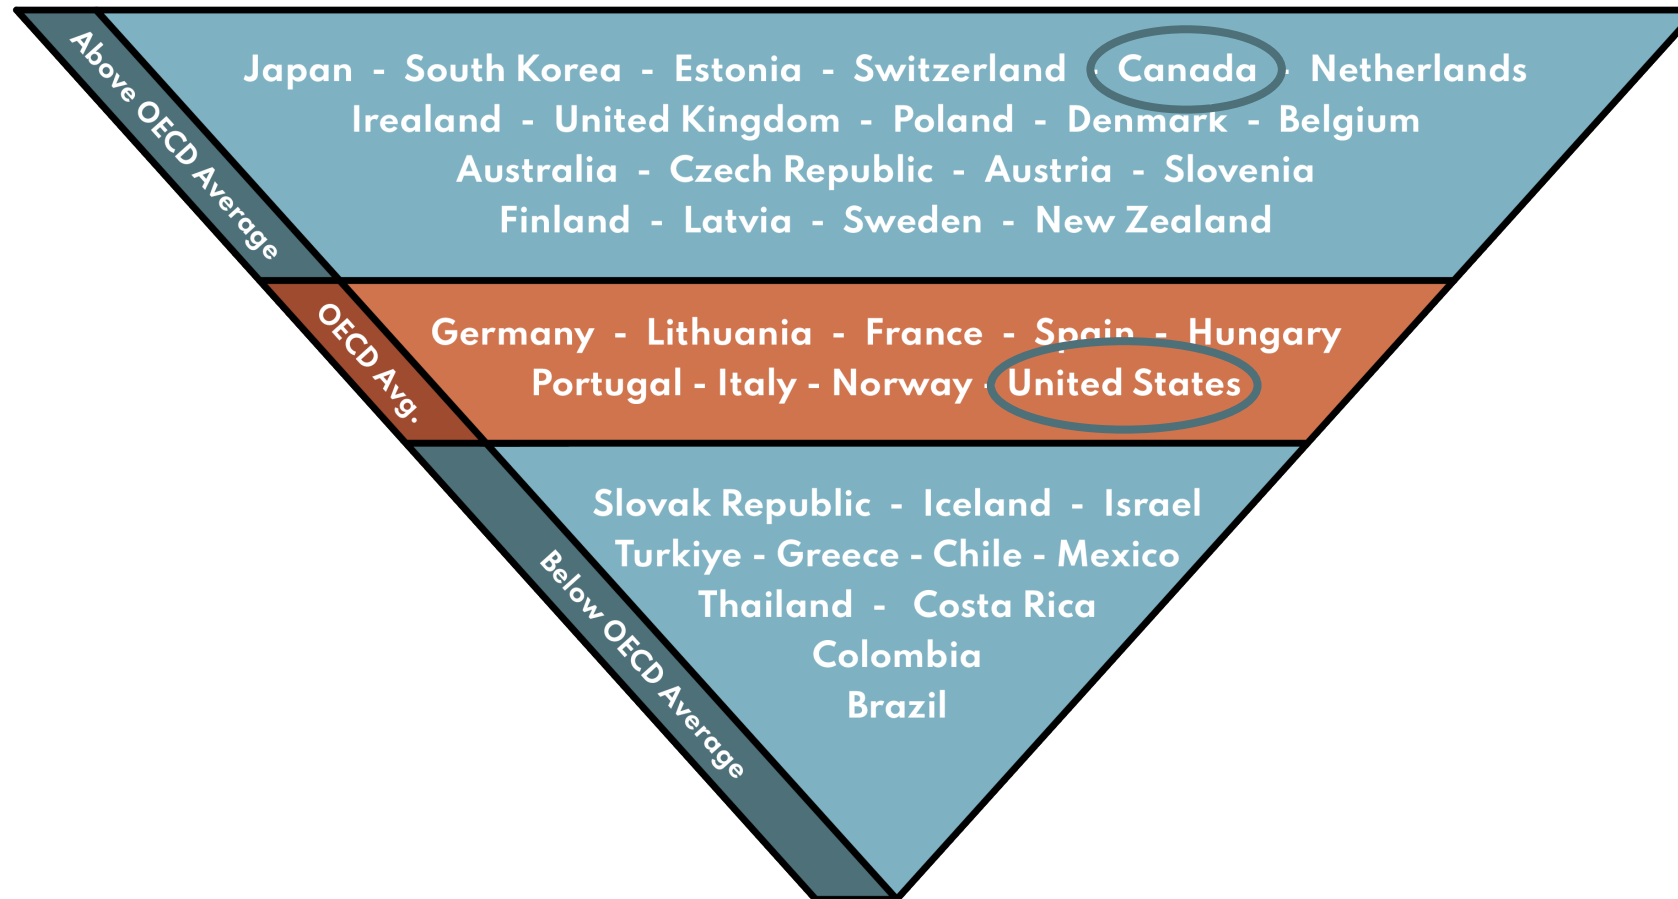 Above OECD Average
Japan - South Korea - Estonia - Switzerland - Canada - Netherlands
Irealand - United Kingdom - Poland - Denmark - Belgium
Australia - Czech Republic - Austria - Slovenia
Finland - Latvia - Sweden - New Zealand
OECD Avg.
Germany - Lithuania - France - Spain - Hungary
Portugal - Italy - Norway - United States
Below OECD Average
Slovak Republic - Iceland - Israel
Turkiye - Greece - Chile - Mexico
Thailand - Costa Rica
Colombia
Brazil